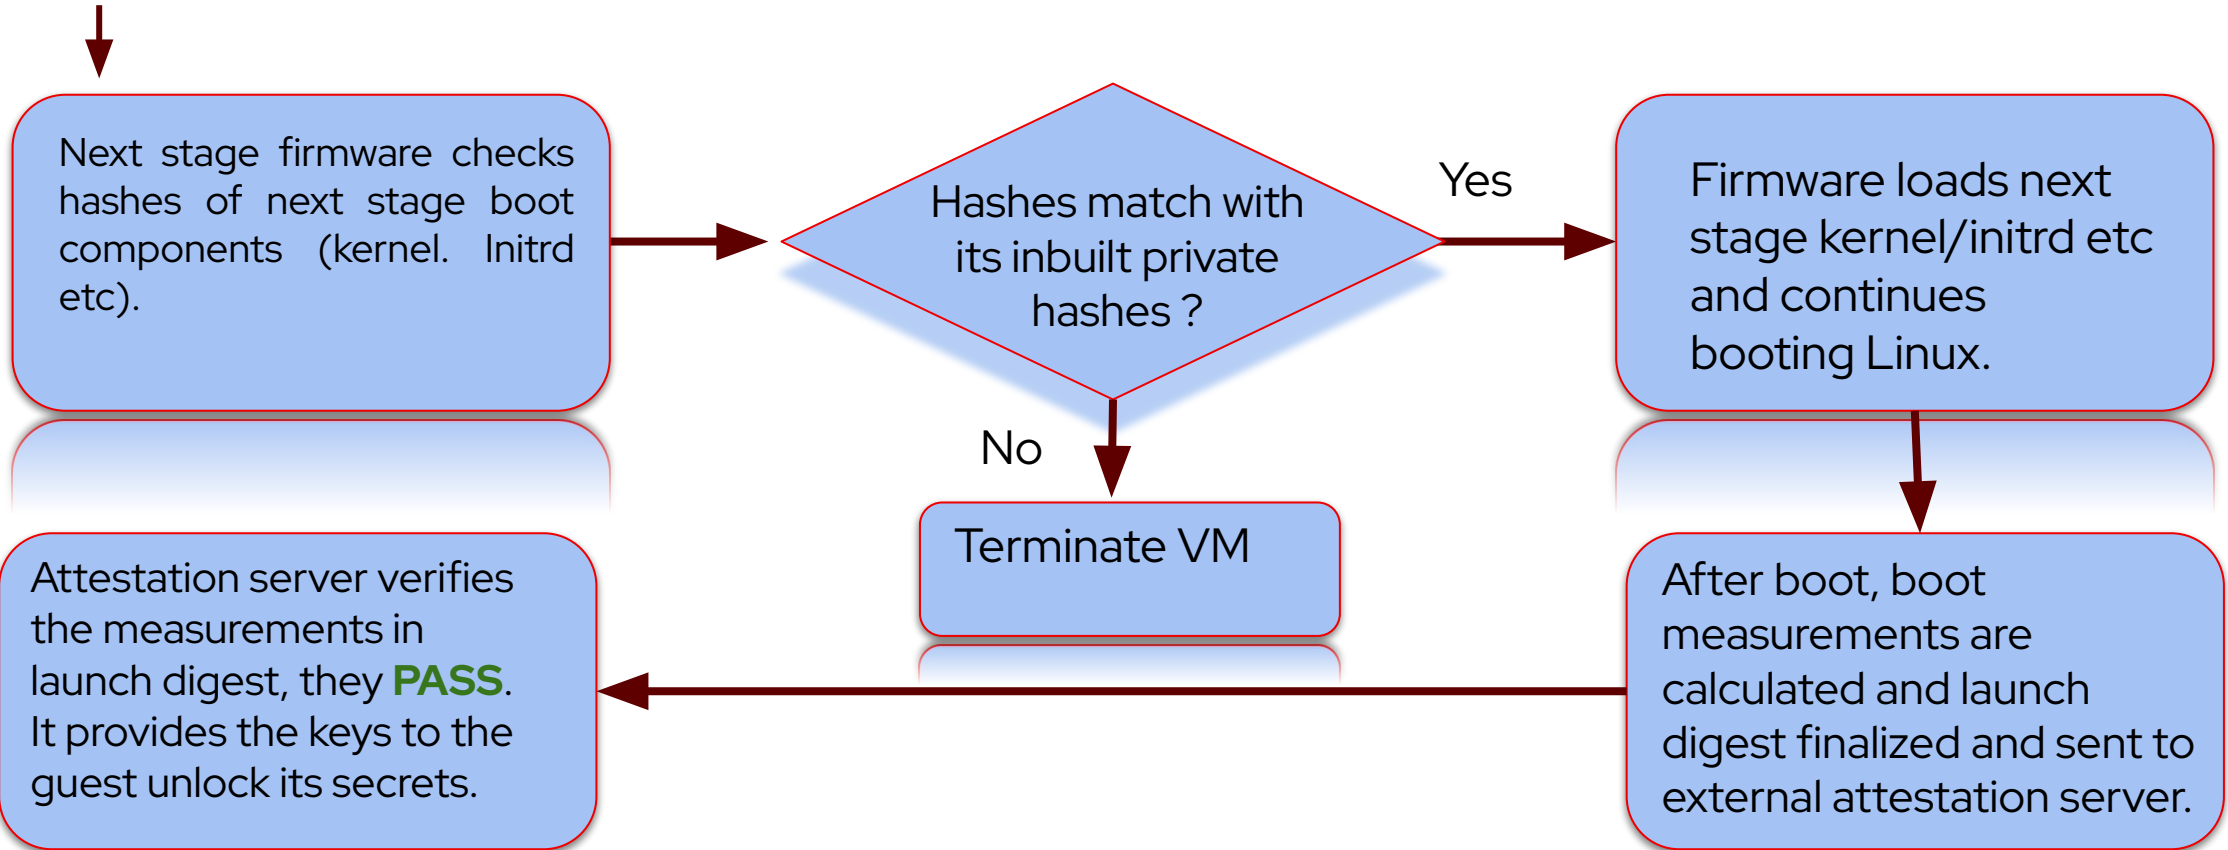 Next stage firmware checks
hashes of next stage boot
components (kernel. Initrd
etc).
Hashes match with
its inbuilt private
hashes ?
Yes
Firmware loads next
stage kernel/initrd etc
and continues
booting Linux.
No
Terminate VM
After boot, boot
measurements are
calculated and launch
digest finalized and sent to
external attestation server.
Attestation server verifies
the measurements in
launch digest, they PASS.
It provides the keys to the
guest unlock its secrets.